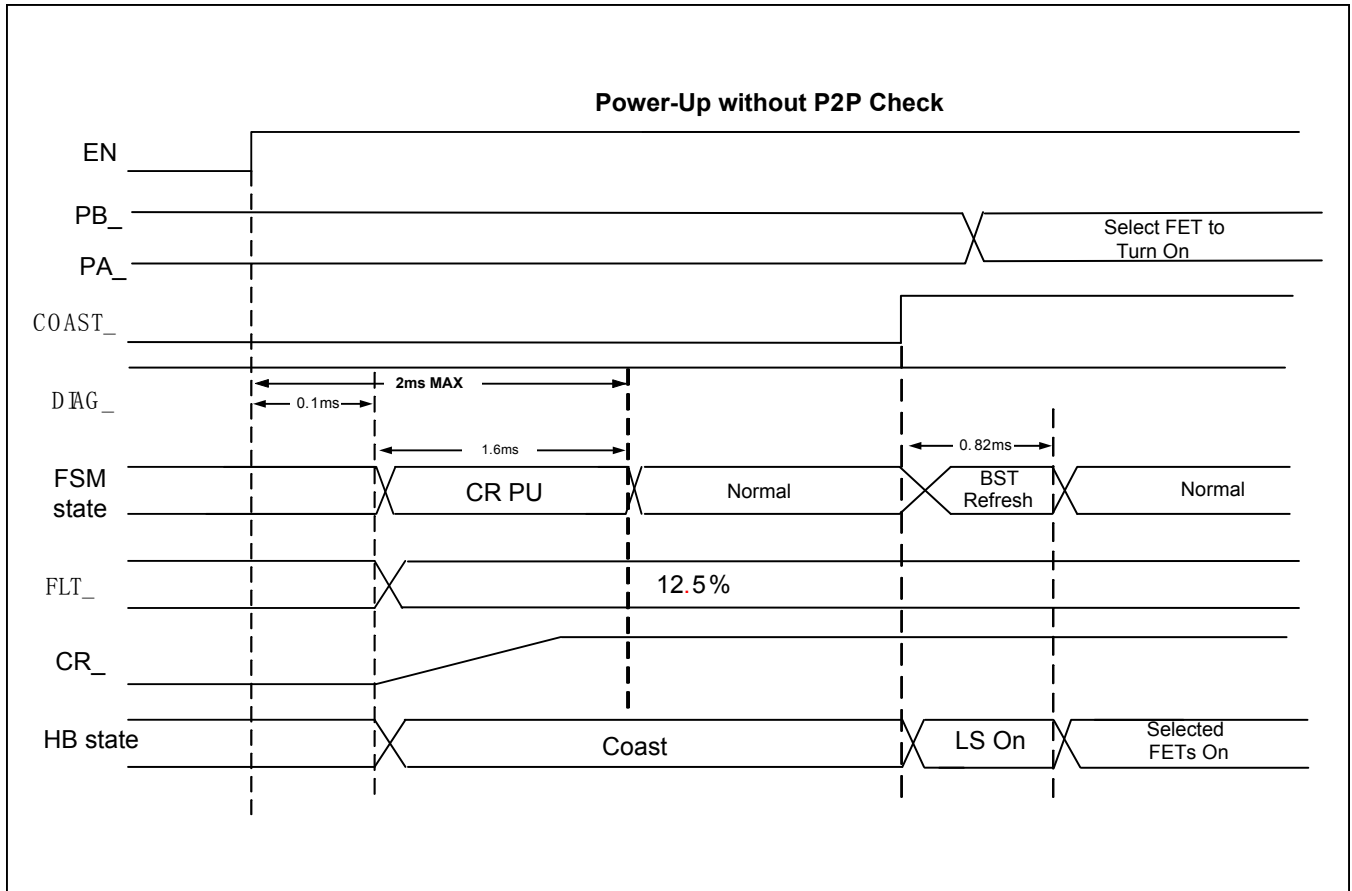 Power-Up without P2P Check
EN
PB_
Select FET to
Turn On
PA_
COAST_
2ms MAX
DIAG_
0.1ms
1.6ms
0.82ms
FSM
state
CR PU
Normal
BST
Refresh
Normal
FLT_
12.5%
CR_
HB state
Coast
LS On
Selected
FETs On